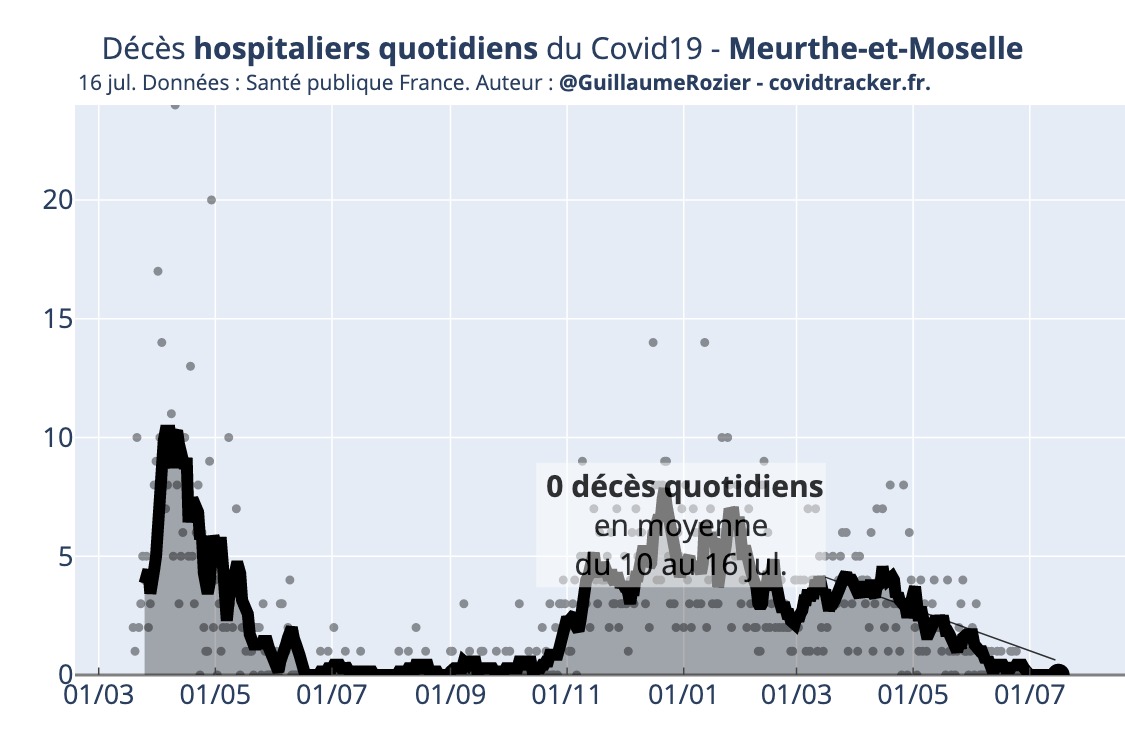 Décès hospitaliers quotidiens du Covid19 - Meurthe-et-Moselle
16 jul. Données : Santé publique France. Auteur : @GuillaumeRozier - covidtracker.fr.
20
15
10
5
0
0 décès quotidiens
en moyenne
du 10 au 16 jul.
01/03 01/05 01/07 01/09 01/11 01/01 01/03 01/05 01/07